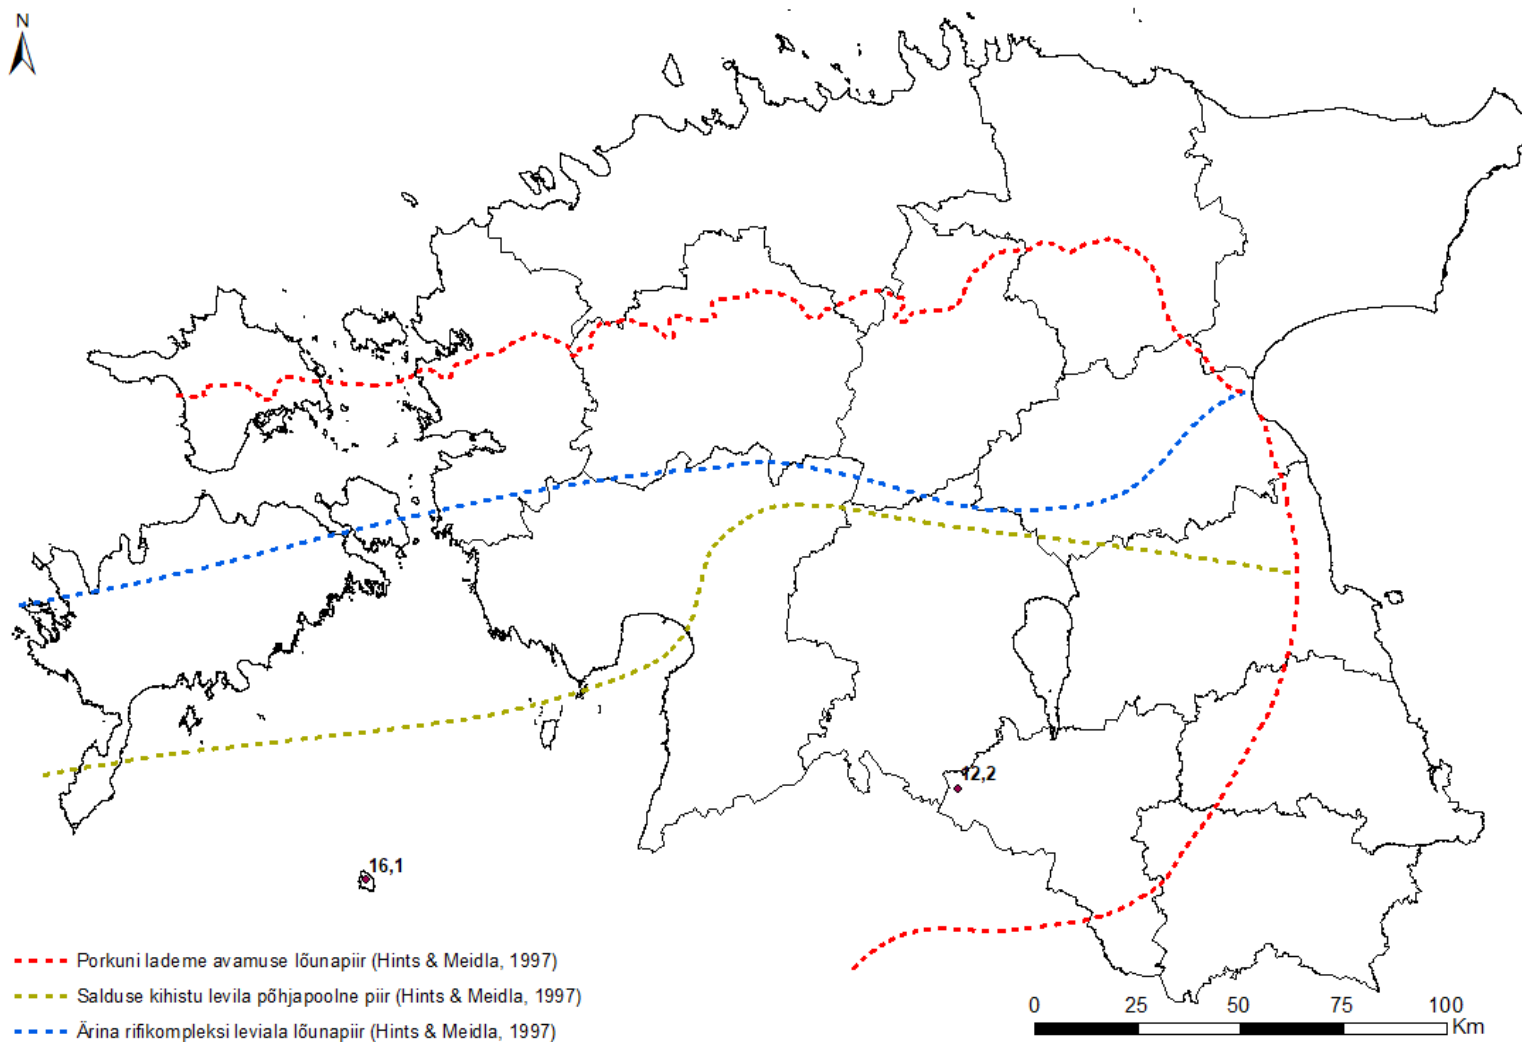 N
12,2
16,1
Porkuni lademe avamuse lõunapiir (Hints & Meidla, 1997)
Salduse kihistu levila põhjapoolne piir (Hints & Meidla, 1997)
Ärina rifikompleksi leviala lõunapiir (Hints & Meidla, 1997)
0 25 50 75 100
Km